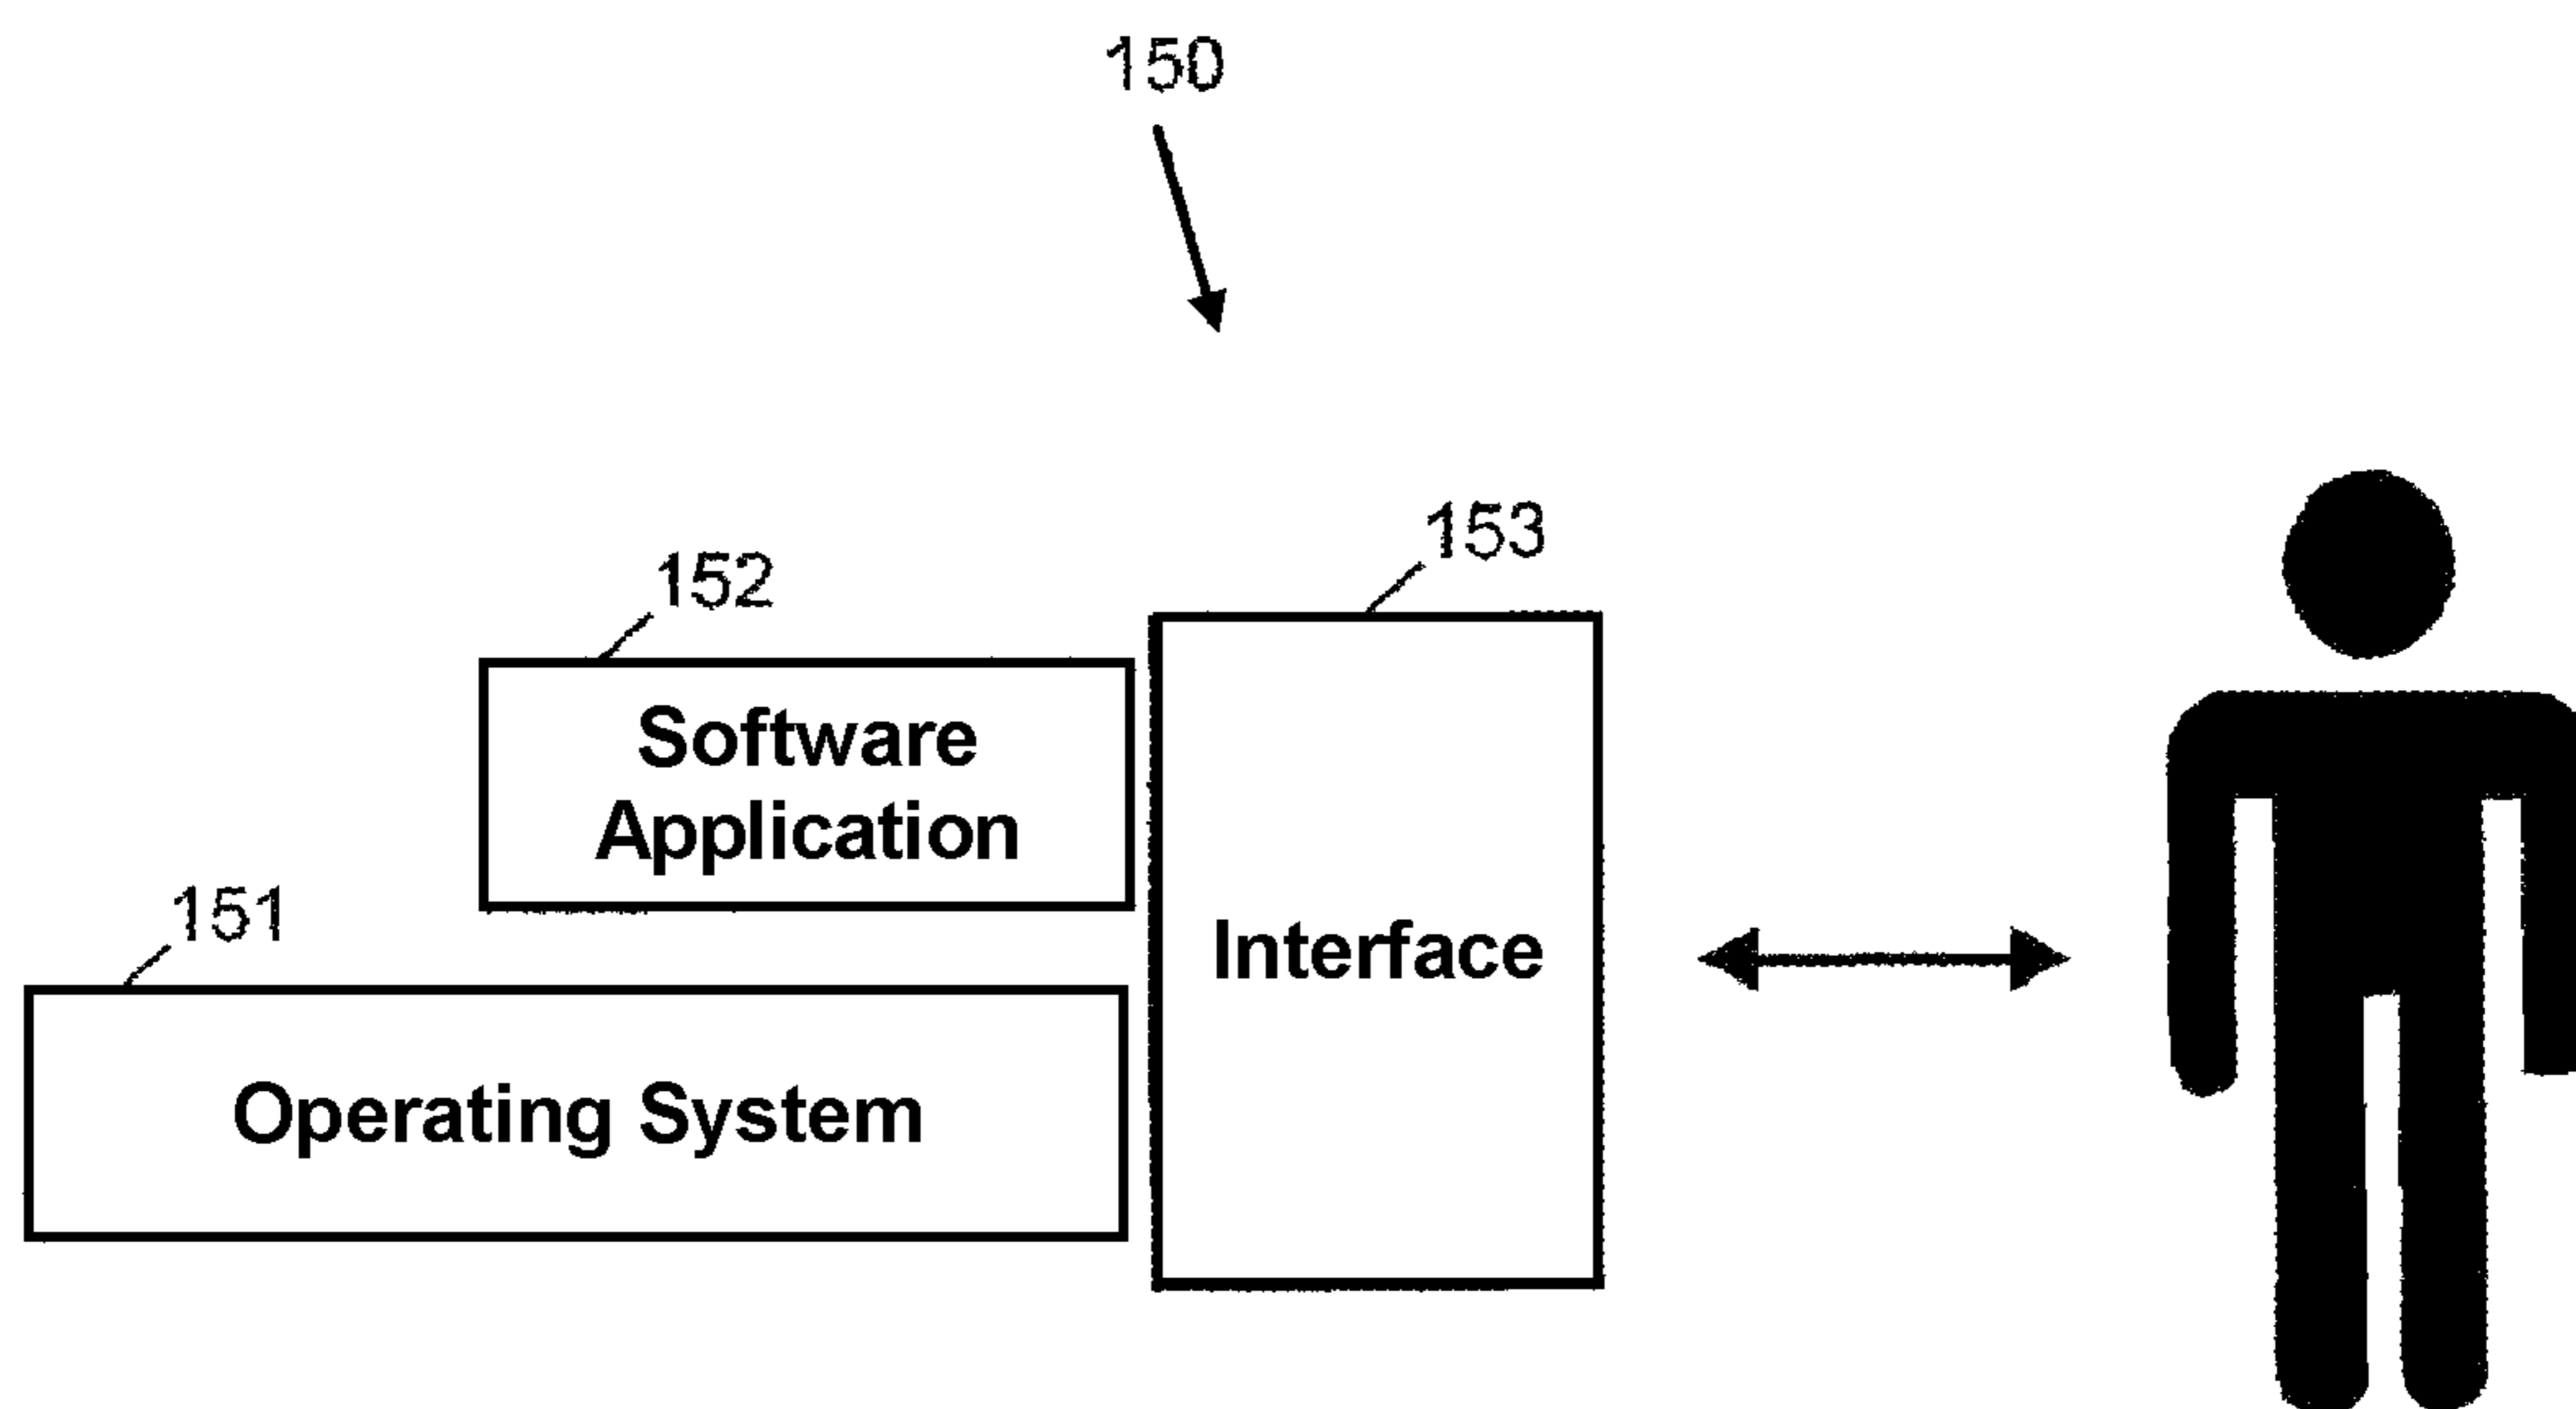 150
153
152
Software
Application
Interface
151
Operating System